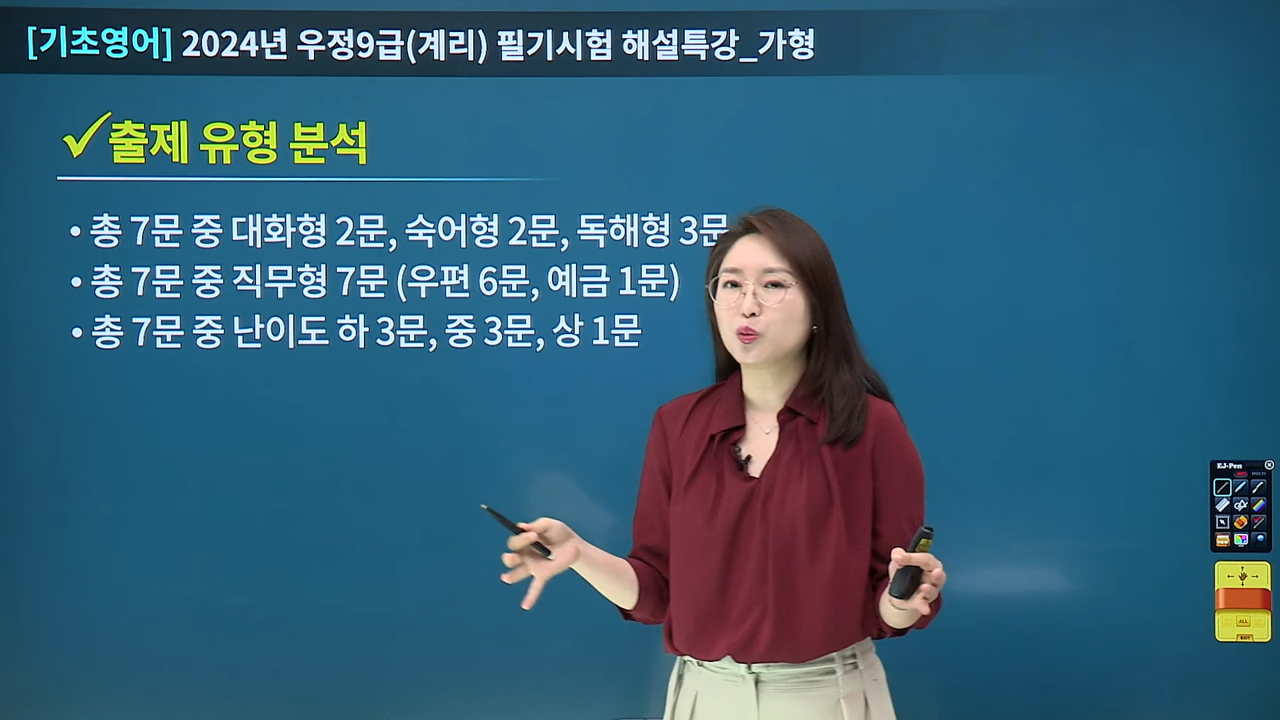 [기초영어] 2024년 우정9급(계리) 필기시험 해설특강_가형
✓출제 유형 분석
• 총 7문 중 대화형 2문, 숙어형 2문, 독해형 3문
• 총 7문 중 직무형 7문 (우편 6문, 예금 1문)
• 총 7문 중 난이도 하 3문, 중 3문, 상 1문
EJ-Pen
ALL